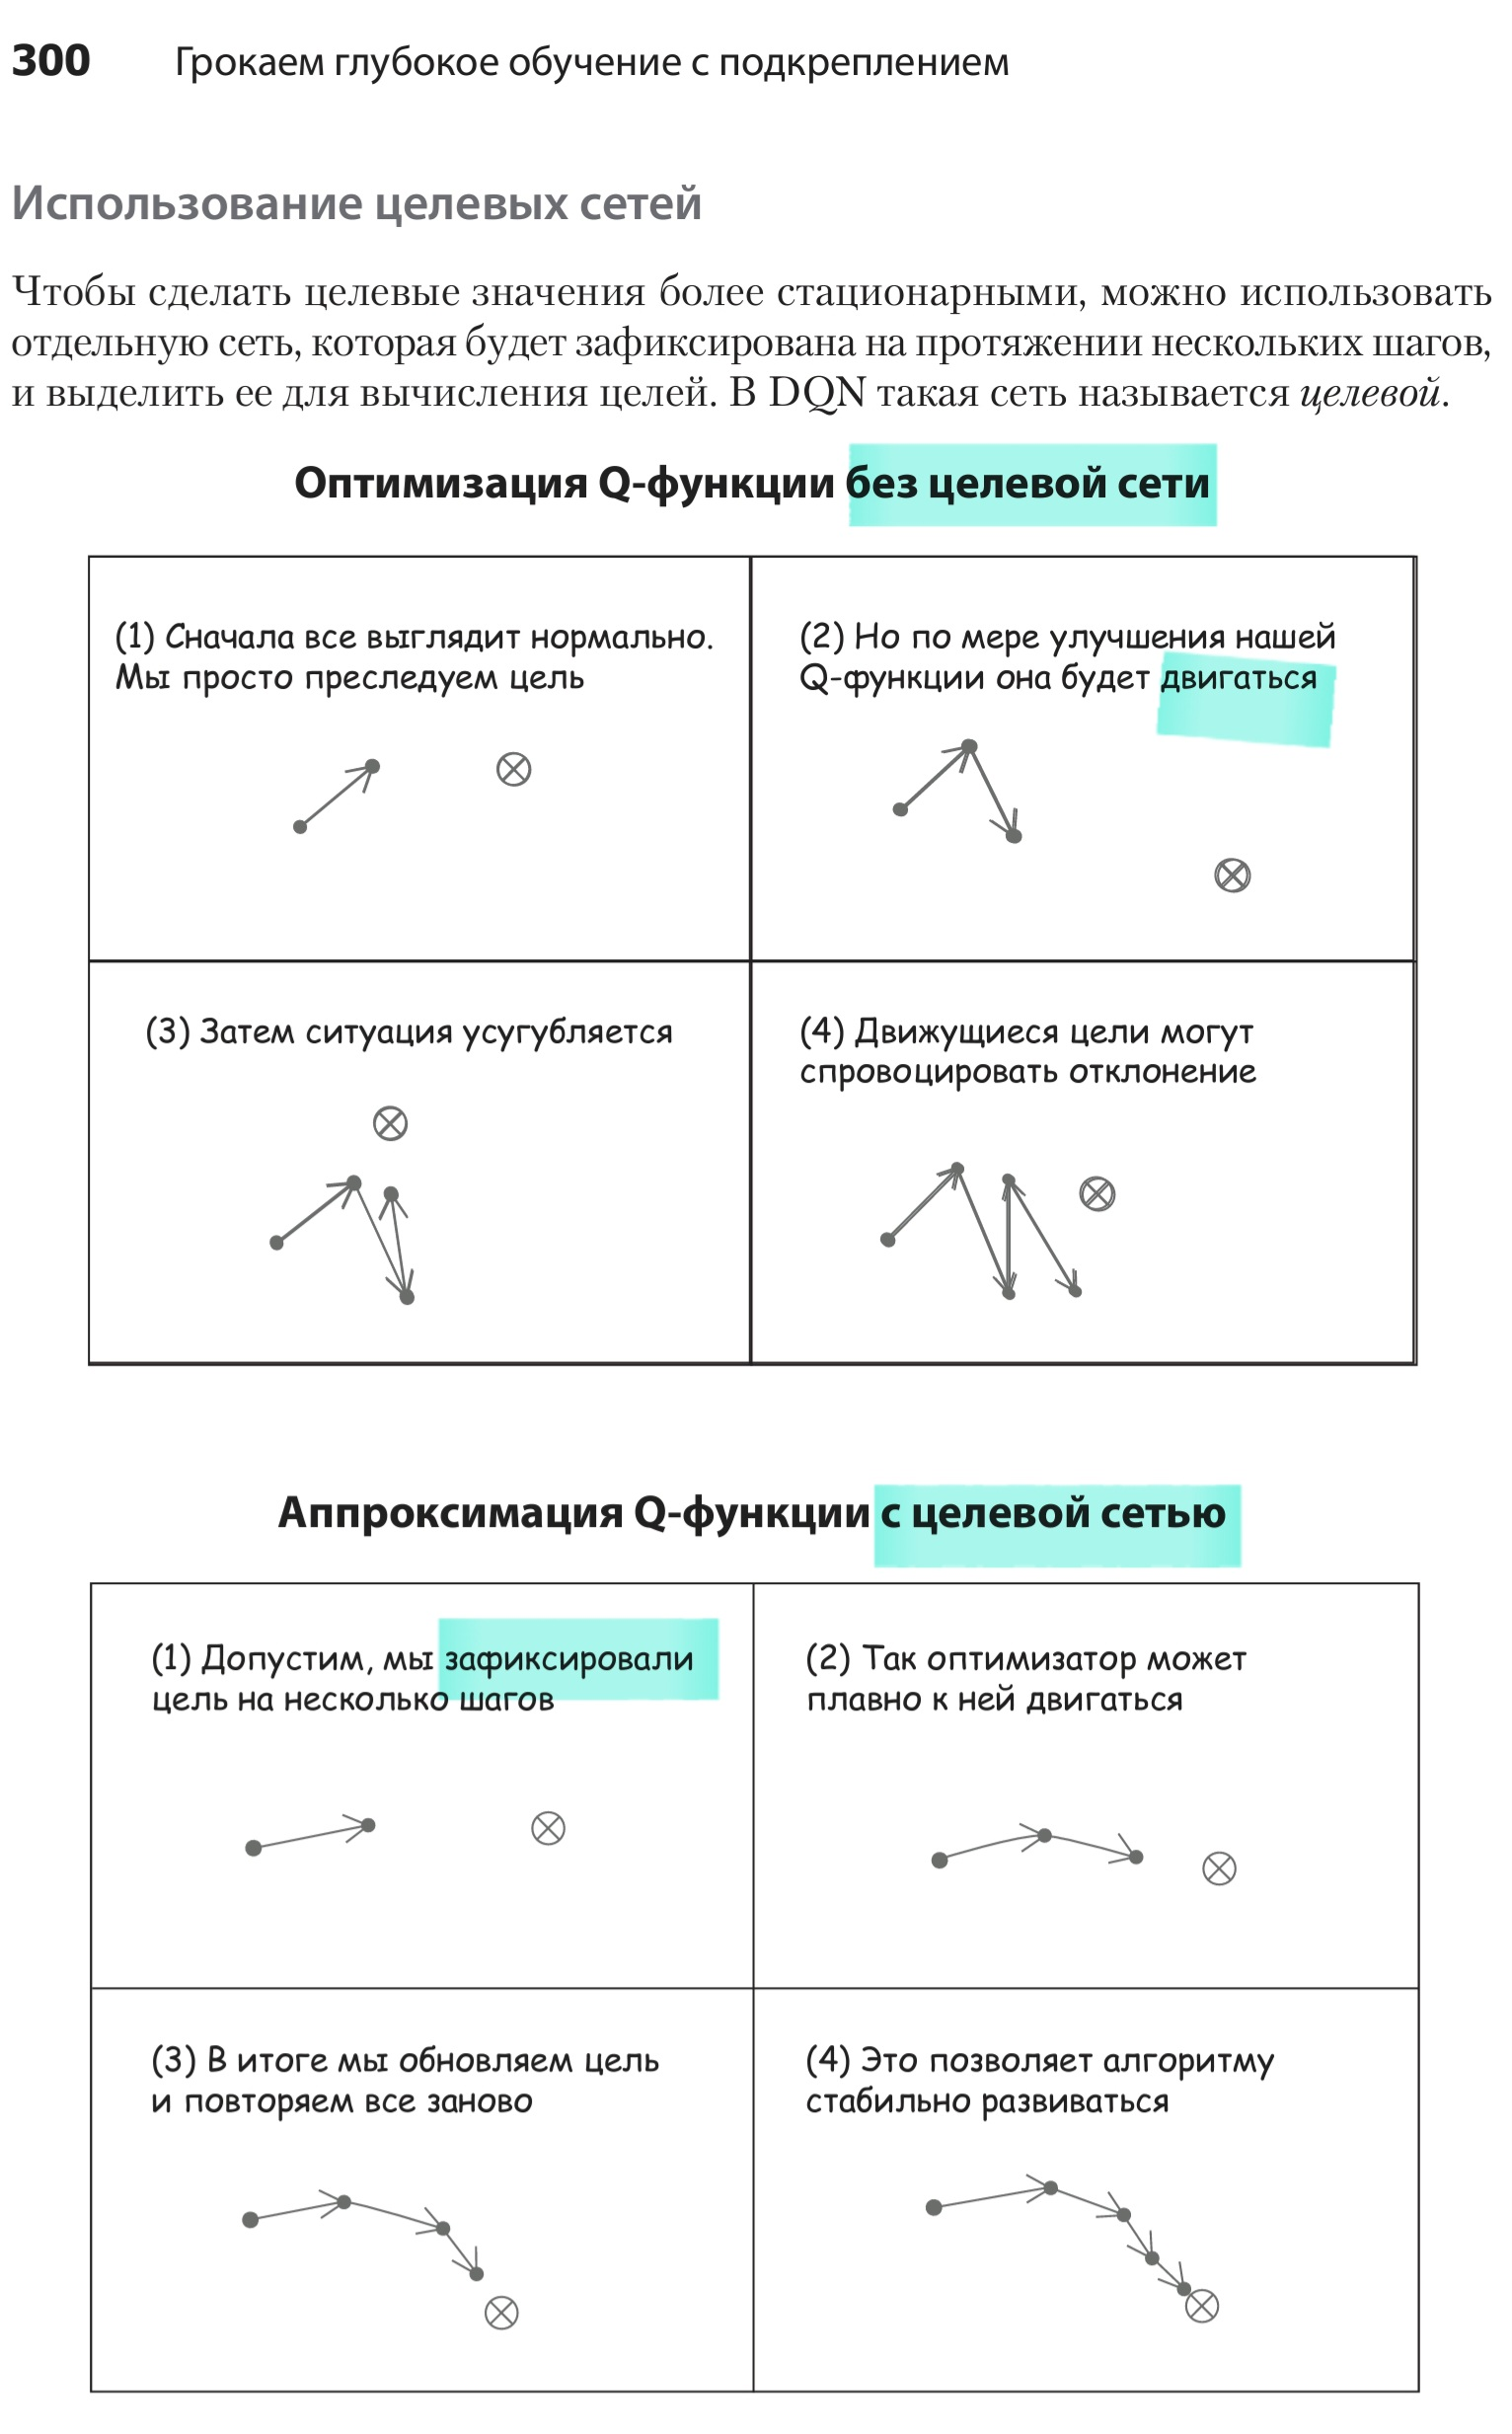 300 Грокаем глубокое обучение с подкреплением
Использование целевых сетей
Чтобы сделать целевые значения более стационарными, можно использовать
отдельную сеть, которая будет зафиксирована на протяжении нескольких шагов,
и выделить ее для вычисления целей. В DQN такая сеть называется целевой.
Оптимизация Q-функции без целевой сети
(1) Сначала все выглядит нормально.
Мы просто преследуем цель
(2) Но по мере улучшения нашей
Q-функции она будет двигаться
(3) Затем ситуация усугубляется
(4) Движущиеся цели могут
спровоцировать отклонение
Аппроксимация Q-функции с целевой сетью
(1) Допустим, мы зафиксировали
цель на несколько шагов
(2) Так оптимизатор может
плавно к ней двигаться
(3) В итоге мы обновляем цель
и повторяем все заново
(4) Это позволяет алгоритму
стабильно развиваться